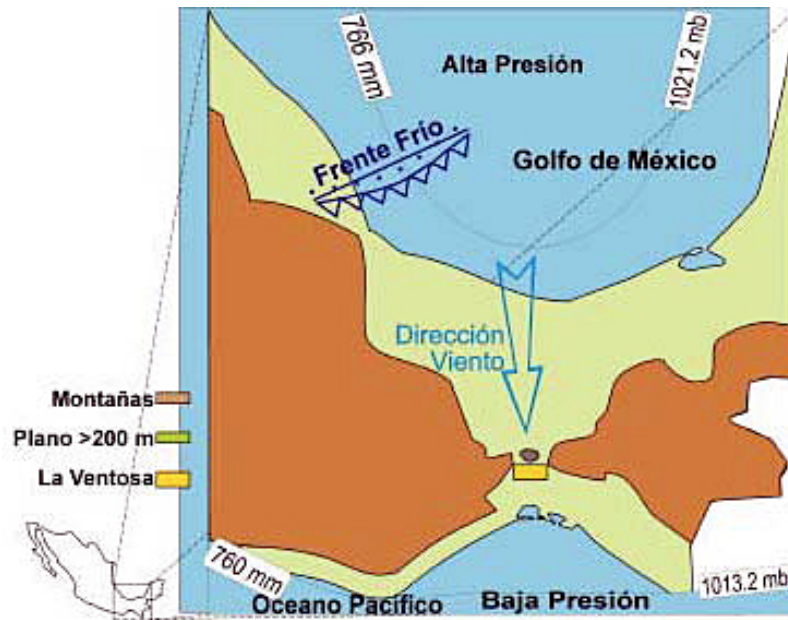 766 mm
Alta Presión
1021.2 mb
Frente Frío
Golfo de México
Dirección
Viento
Montañas
Plano >200 m
La Ventosa
760 mm
Oceano Pacífico
Baja Presión
1013.2 mb